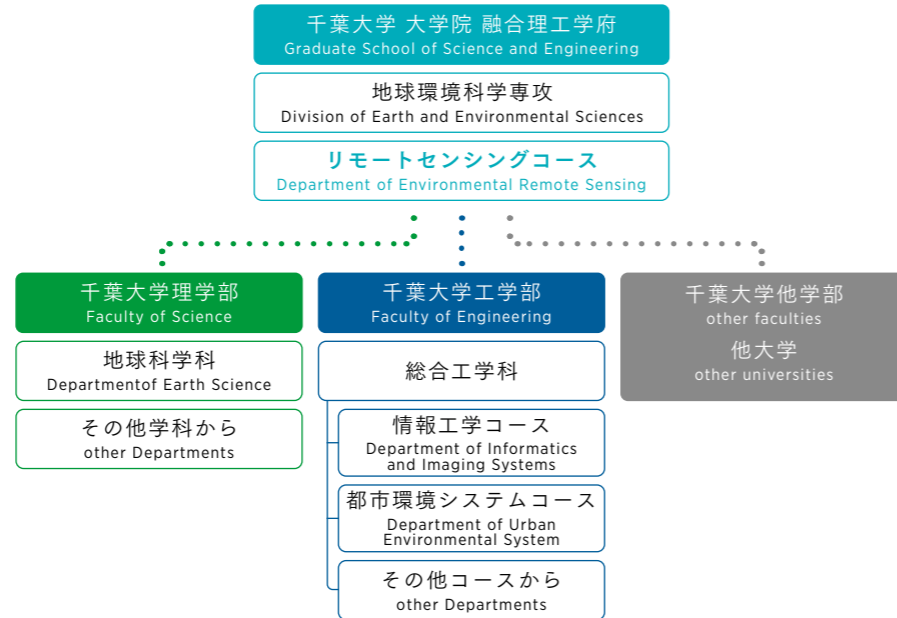 千葉大学 大学院 融合理工学府
Graduate School of Science and Engineering
地球環境科学専攻
Division of Earth and Environmental Sciences
リモートセンシングコース
Department of Environmental Remote Sensing
千葉大学理学部
Faculty of Science
地球科学科
Departmentof Earth Science
その他学科から
other Departments
千葉大学工学部
Faculty of Engineering
総合工学科
情報工学コース
Department of Informatics
and Imaging Systems
都市環境システムコース
Department of Urban
Environmental System
その他コースから
other Departments
千葉大学他学部
other faculties
他大学
other universities